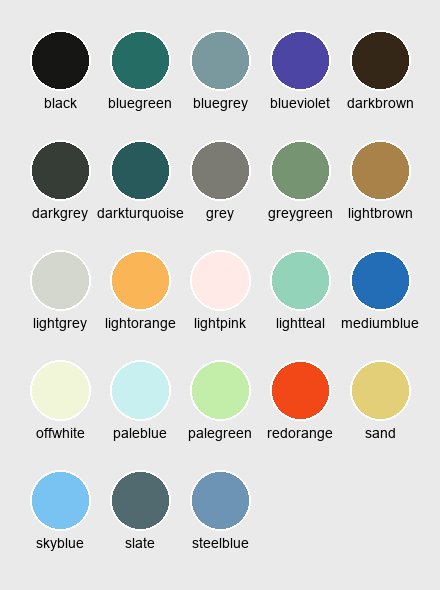 black bluegreen bluegrey blueviolet darkbrown
darkgrey darkturquoise grey greygreen lightbrown
lightgrey lightorange lightpink lightteal mediumblue
offwhite paleblue palegreen redorange sand
skyblue slate steelblue